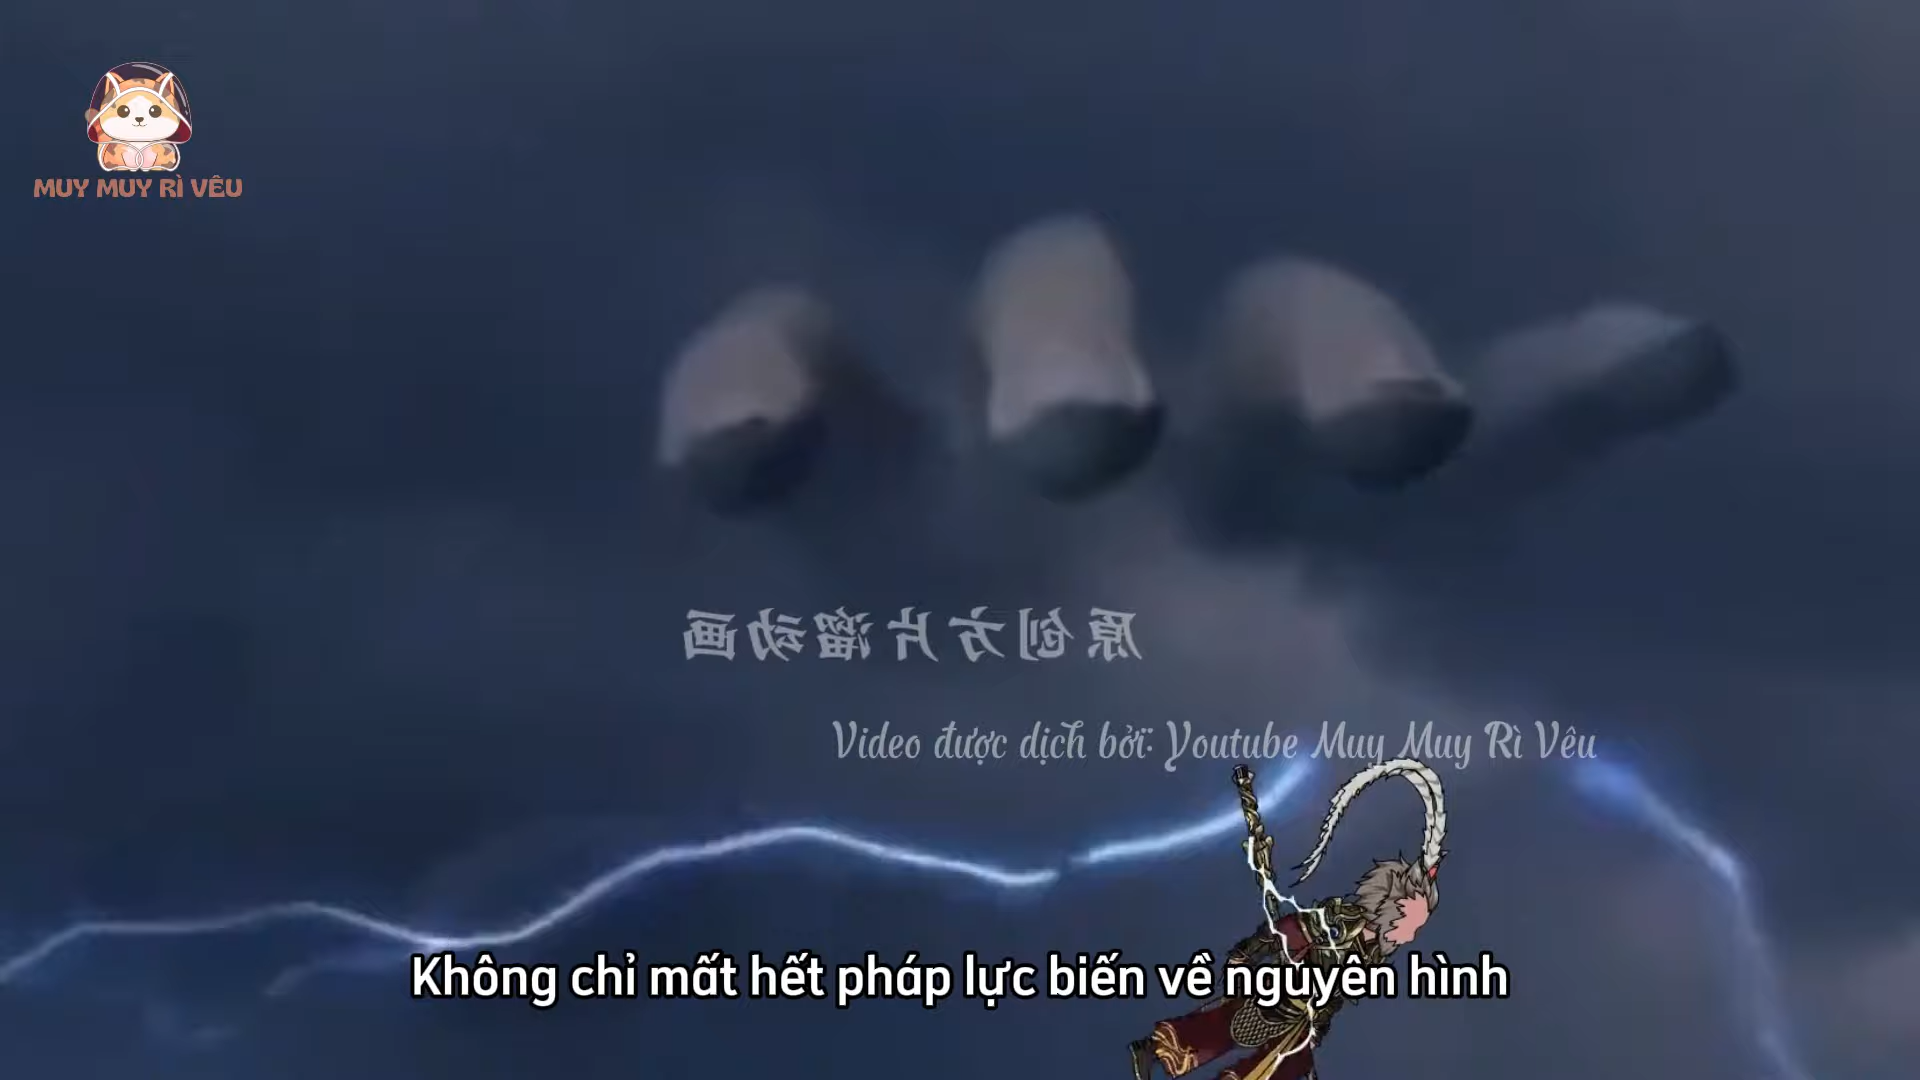 MUY MUY RÌ VÊU
原创方片溜动画
Video được dịch bởi: Youtube Muy Muy Rì Vêu
Không chỉ mất hết pháp lực biến về nguyên hình